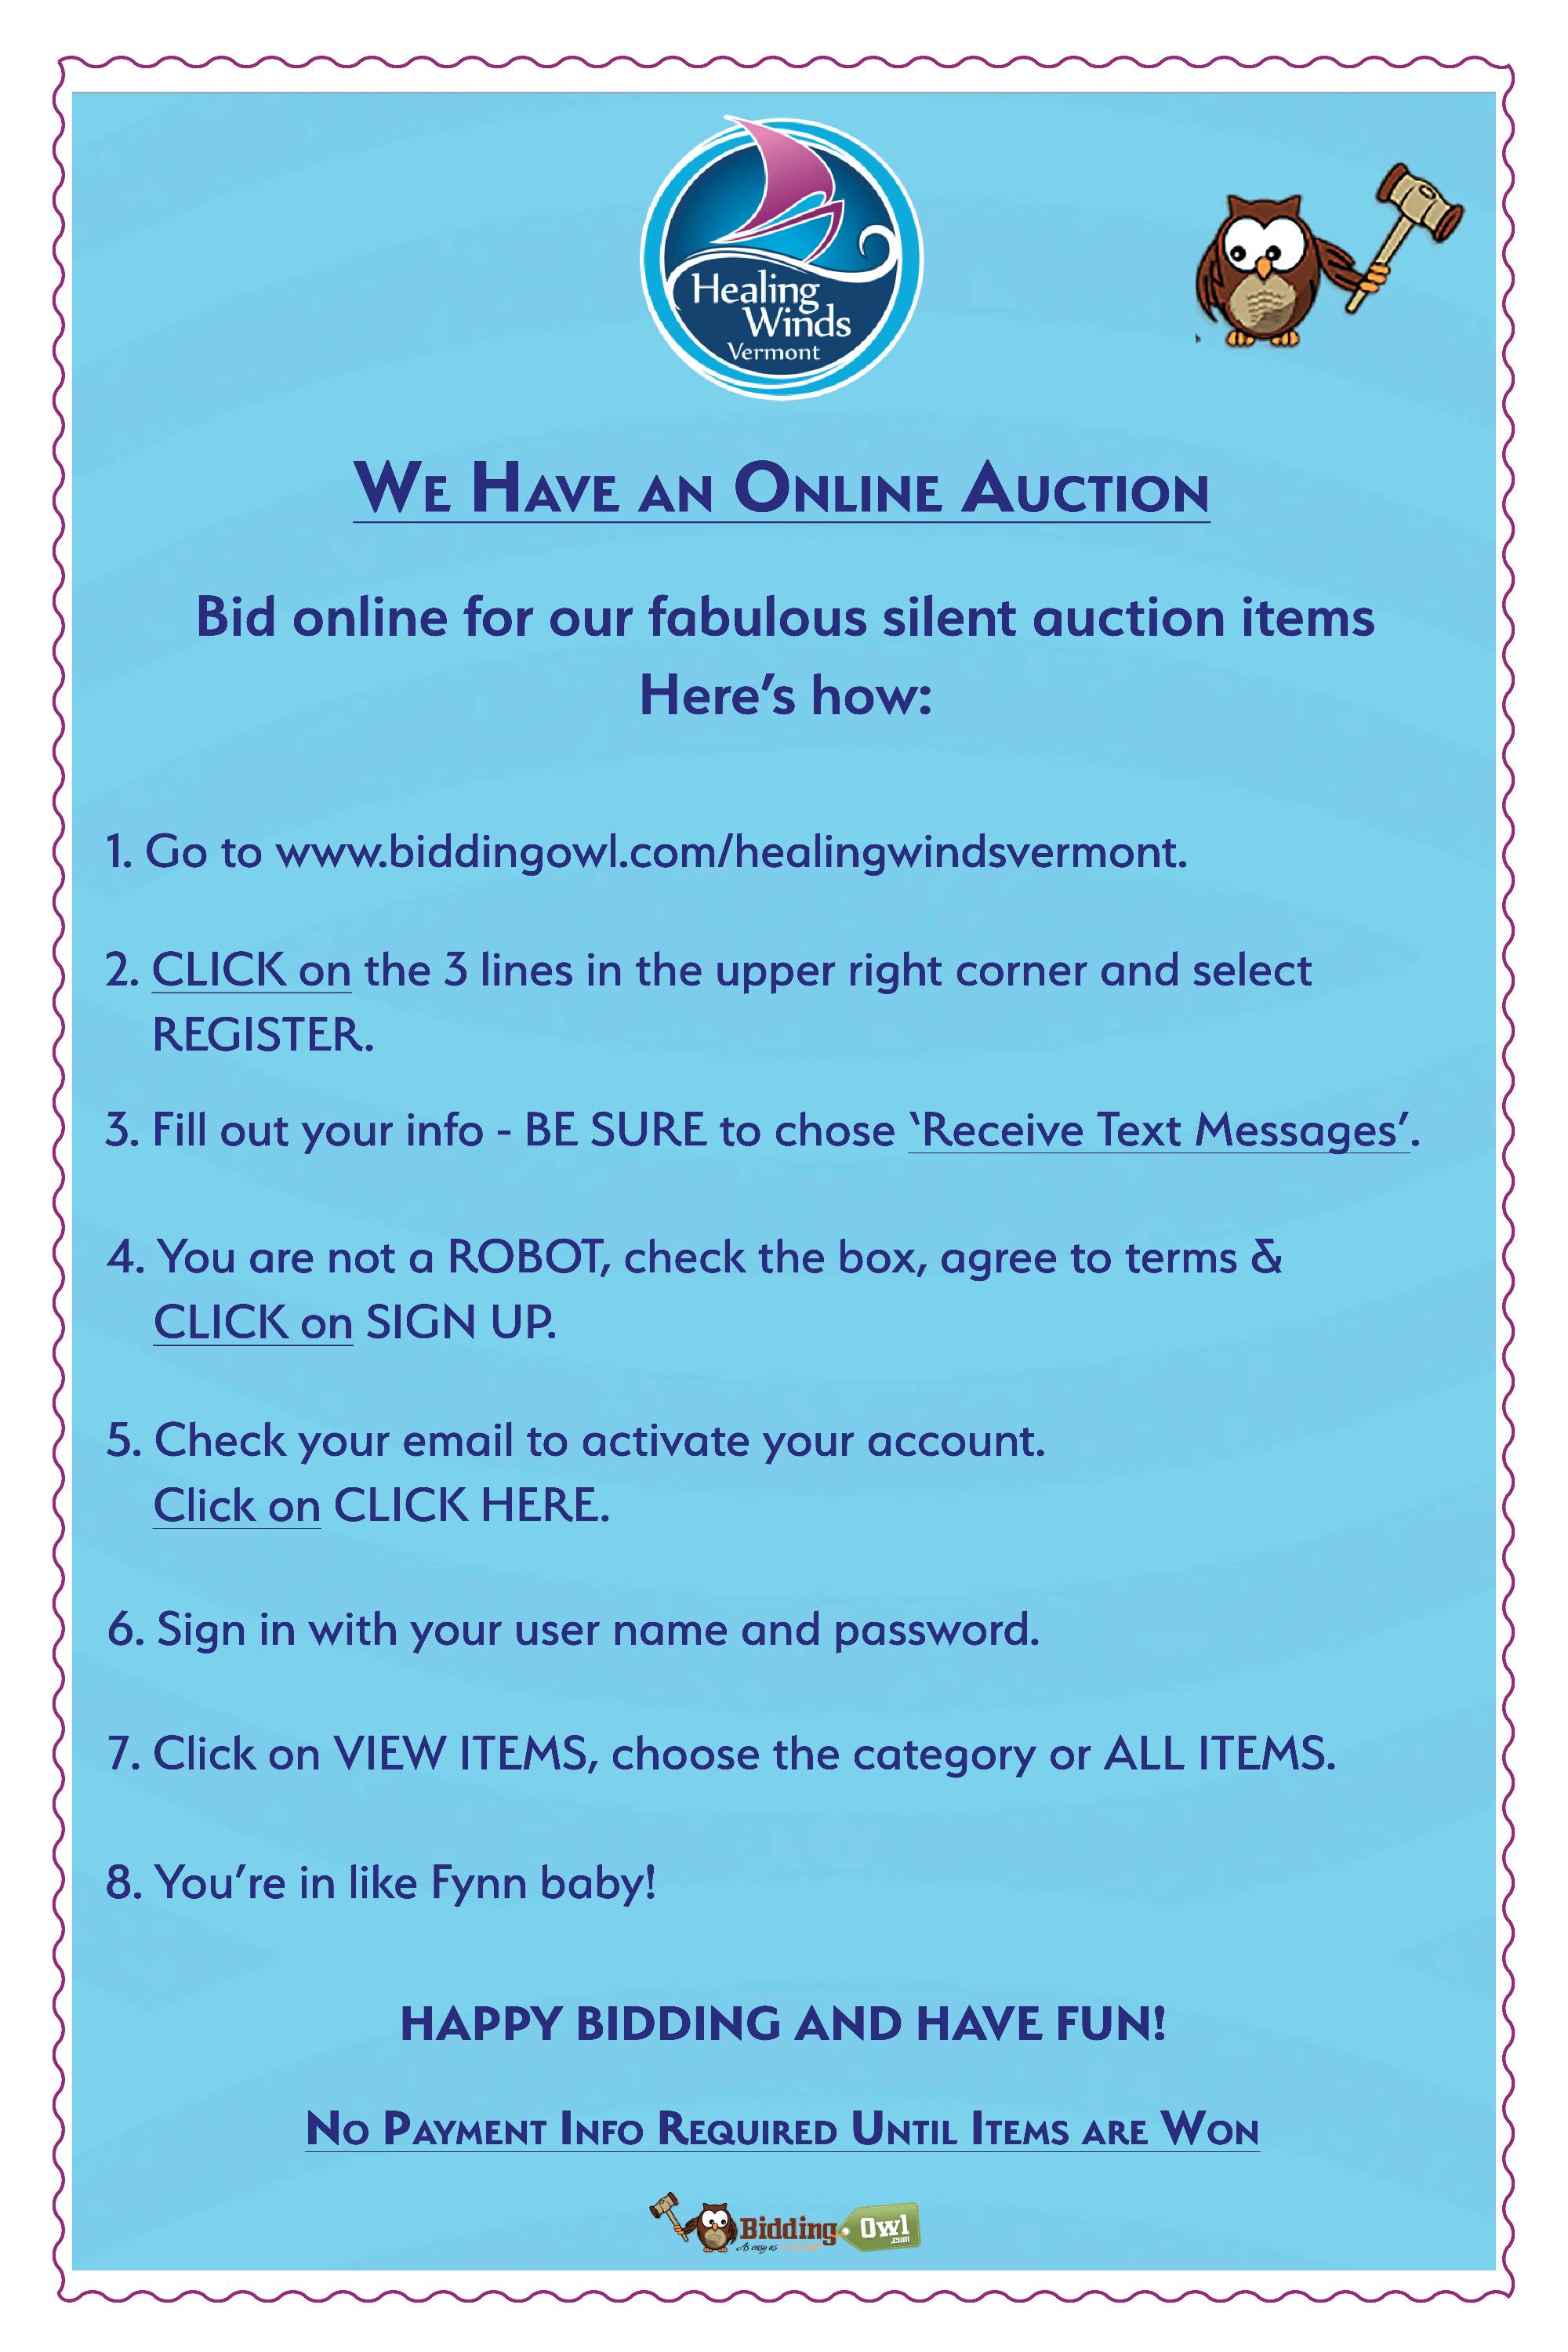 Healing
Winds
Vermont
We Have an Online Auction
Bid online for our fabulous silent auction items
Here's how:
1. Go to www.biddingowl.com/healingwindsvermont.
2. CLICK on the 3 lines in the upper right corner and select
REGISTER.
3. Fill out your info - BE SURE to chose ‘Receive Text Messages’.
4. You are not a ROBOT, check the box, agree to terms &
CLICK on SIGN UP.
5. Check your email to activate your account.
Click on CLICK HERE.
6. Sign in with your user name and password.
7. Click on VIEW ITEMS, choose the category or ALL ITEMS.
8. You’re in like Fynn baby!
HAPPY BIDDING AND HAVE FUN!
No Payment Info Required Until Items are Won
Bidding Owl .com
As easy as